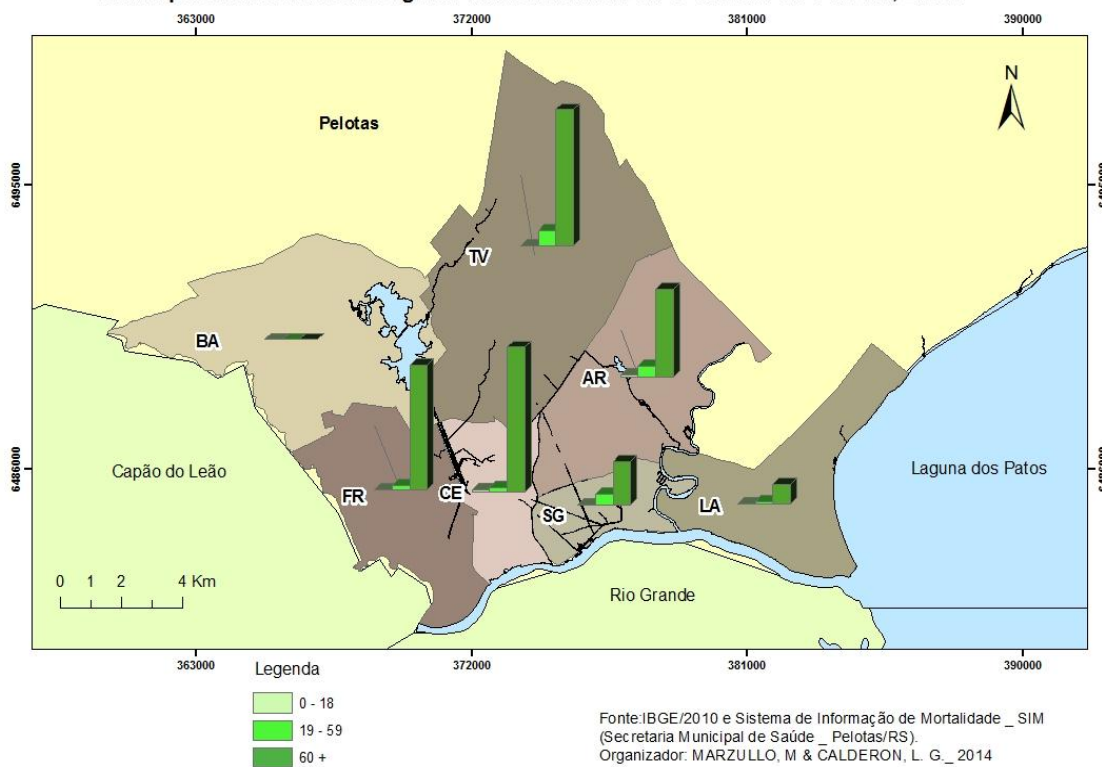 363000 372000 381000 390000
N
Pelotas
6495000 6495000
TV
BA
AR
6486000 6486000
Capão do Leão
Laguna dos Patos
FR CE SG LA
0 1 2 4 Km
Rio Grande
363000 372000 381000 390000
Legenda
0 - 18
19 - 59
60 +
Fonte:IBGE/2010 e Sistema de Informação de Mortalidade _ SIM
(Secretaria Municipal de Saúde _ Pelotas/RS).
Organizador: MARZULLO, M & CALDERON, L. G._ 2014